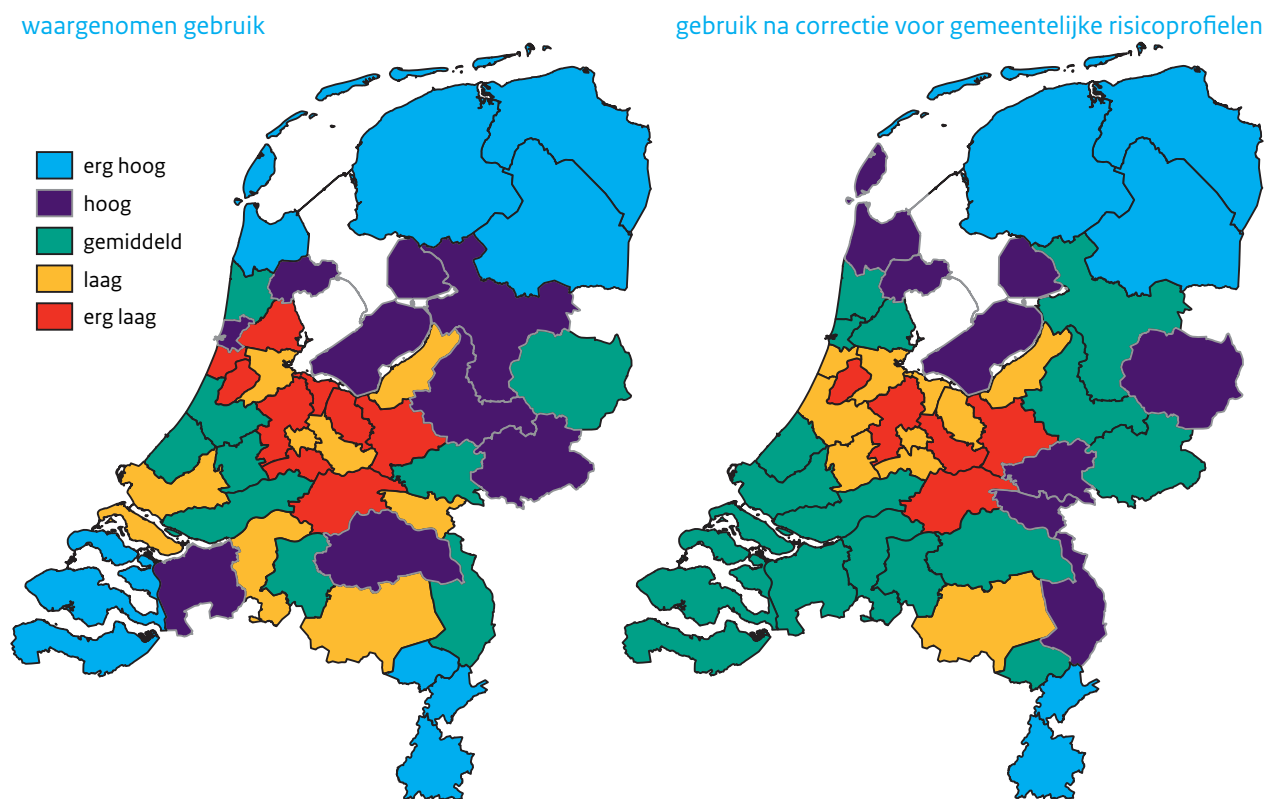 waargenomen gebruik
gebruik na correctie voor gemeentelijke risicoprofielen
erg hoog
hoog
gemiddeld
laag
erg laag